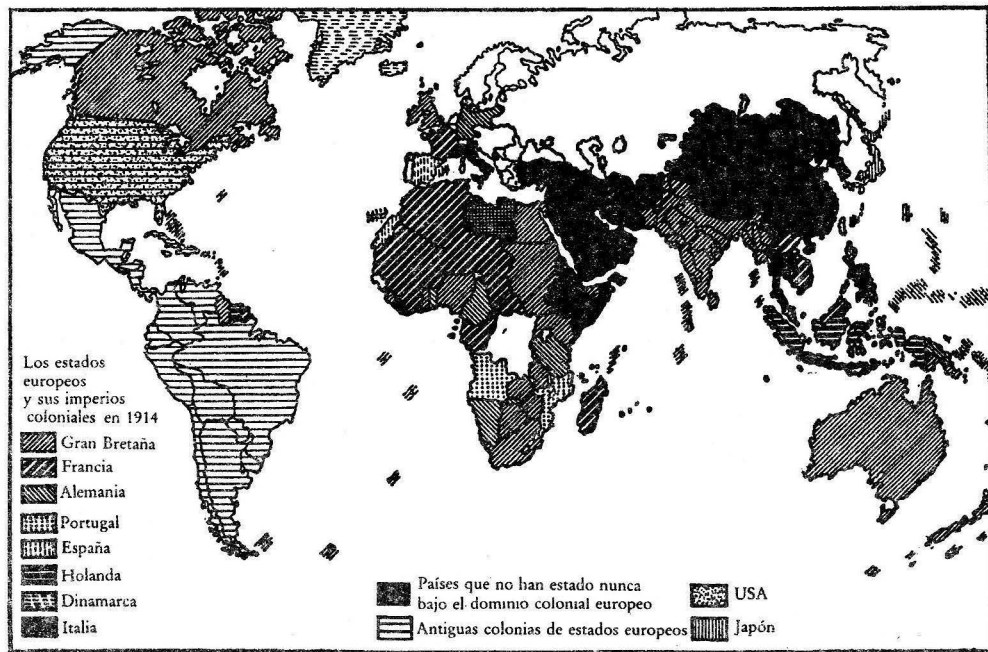 Los estados
europeos
y sus imperios
coloniales en 1914
Gran Bretaña
Francia
Alemania
Portugal
España
Holanda
Dinamarca
Italia
Países que no han estado nunca
bajo el dominio colonial europeo
Antiguas colonias de estados europeos
USA
Japón